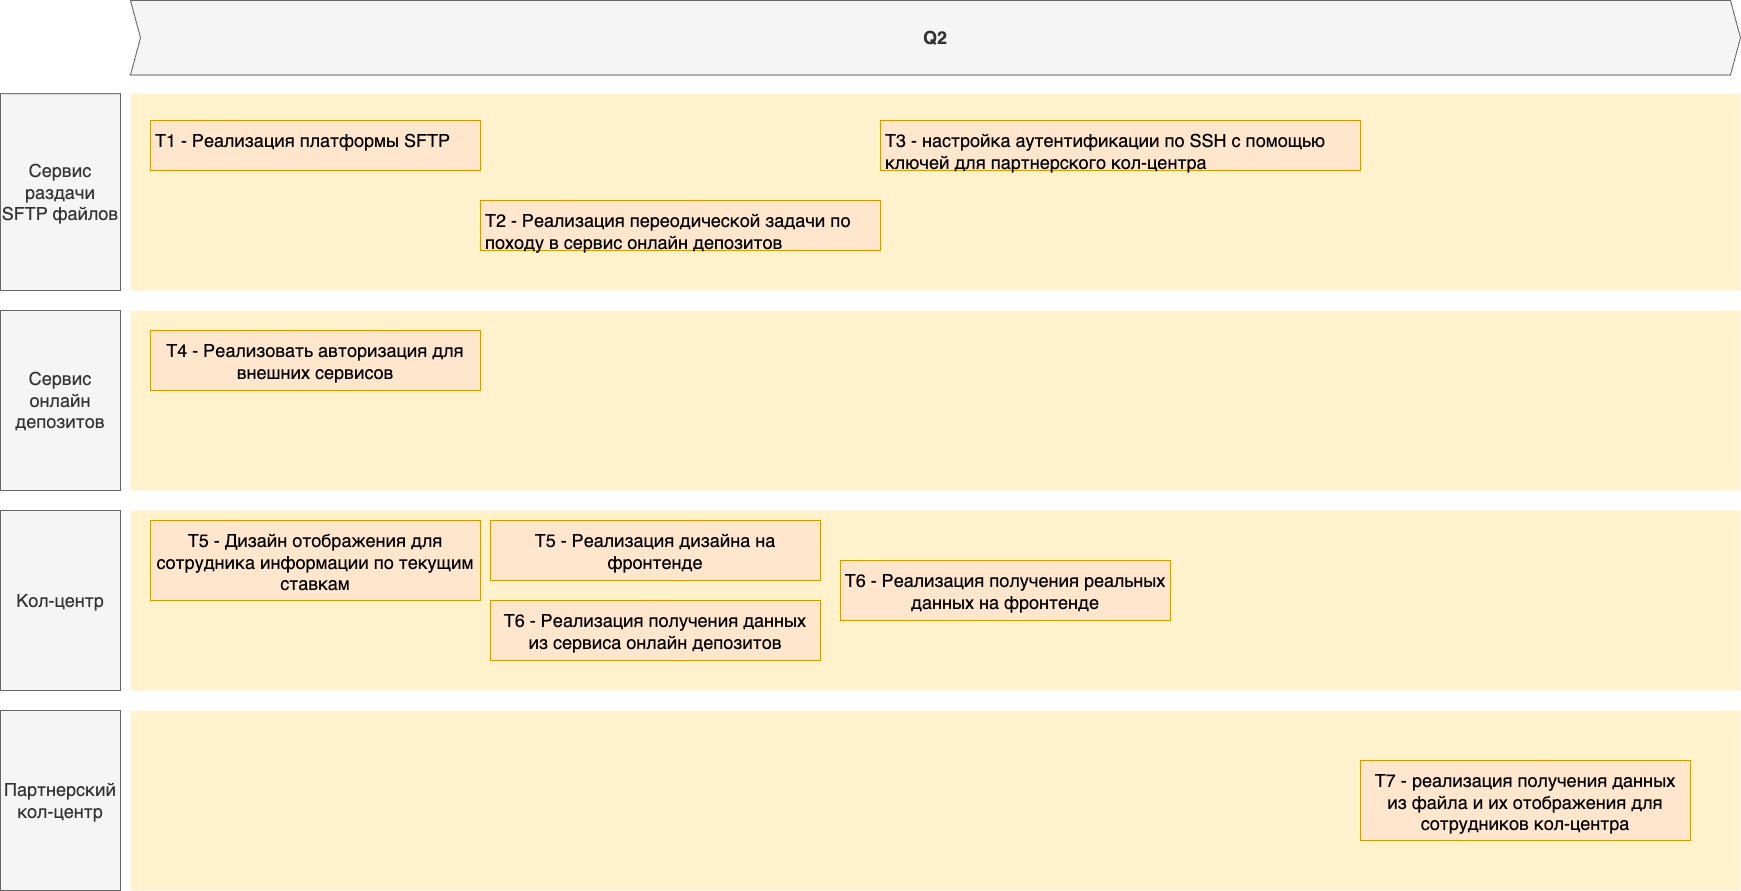 Q2
Сервис
раздачи
SFTP файлов
T1 - Реализация платформы SFTP
T3 - настройка аутентификации по SSH с помощью
ключей для партнерского кол-центра
T2 - Реализация переодической задачи по
походу в сервис онлайн депозитов
Сервис
онлайн
депозитов
T4 - Реализовать авторизация для
внешних сервисов
Кол-центр
T5 - Дизайн отображения для
сотрудника информации по текущим
ставкам
T5 - Реализация дизайна на
фронтенде
T6 - Реализация получения данных
из сервиса онлайн депозитов
T6 - Реализация получения реальных
данных на фронтенде
Партнерский
кол-центр
T7 - реализация получения данных
из файла и их отображения для
сотрудников кол-центра